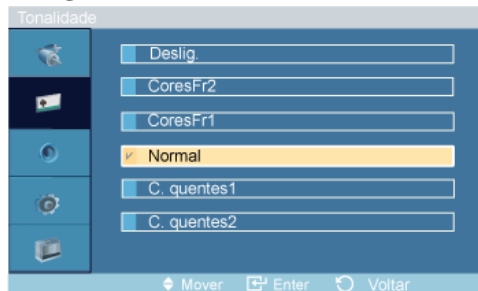 Tonalidade
Deslig.
CoresFr2
CoresFr1
Normal
C. quentes1
C. quentes2
Mover Enter Voltar